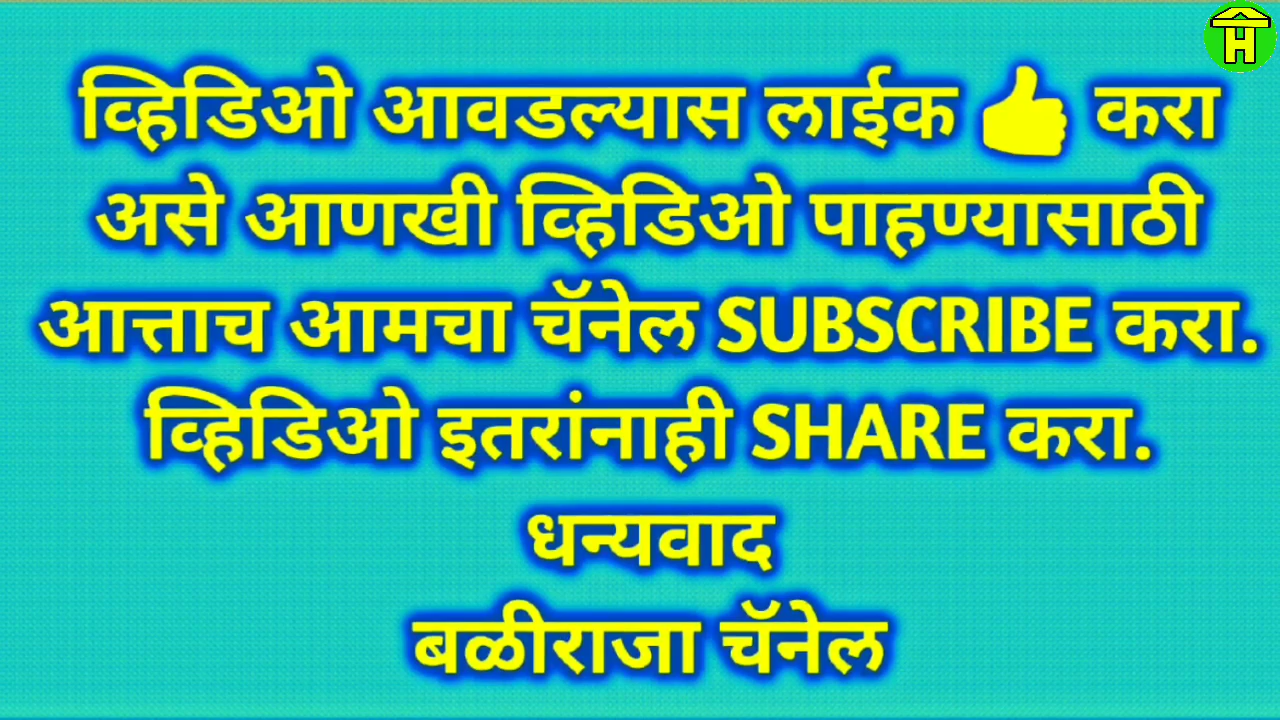 व्हिडिओ आवडल्यास लाईक 👍 करा
असे आणखी व्हिडिओ पाहण्यासाठी
आत्ताच आमचा चॅनेल SUBSCRIBE करा.
व्हिडिओ इतरांनाही SHARE करा.
धन्यवाद
बळीराजा चॅनेल
H